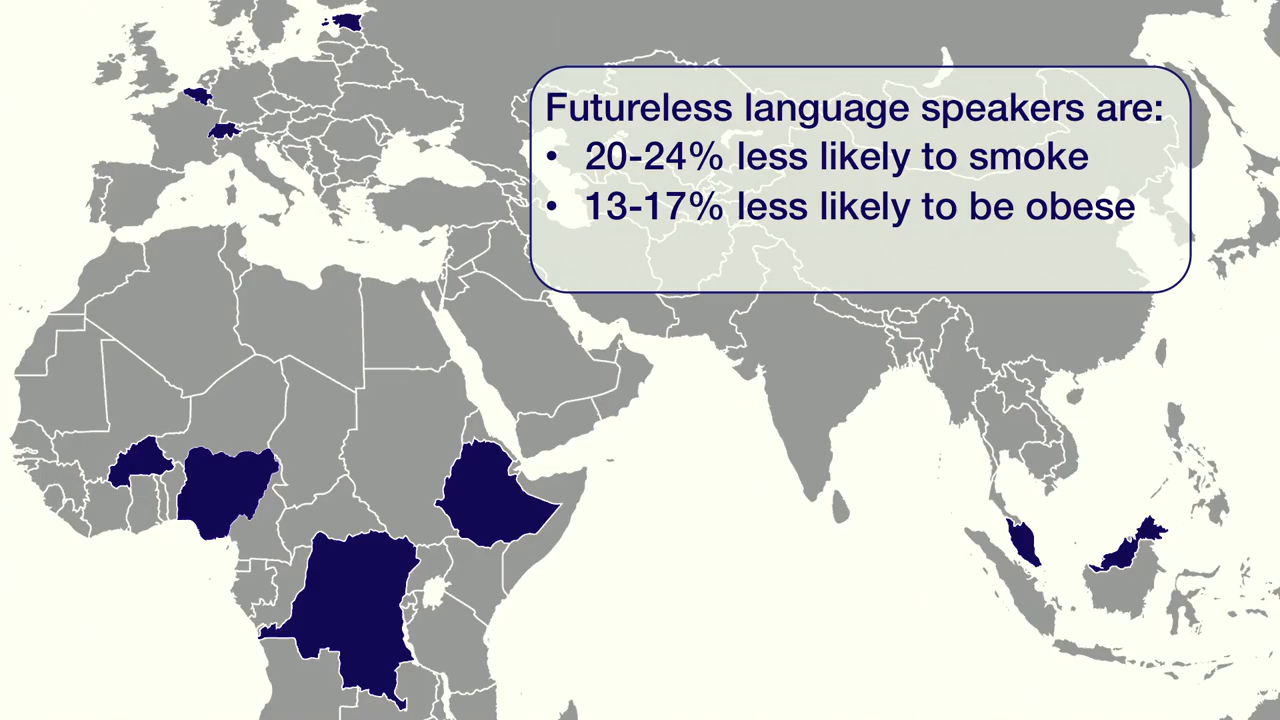 Futureless language speakers are:
• 20-24% less likely to smoke
• 13-17% less likely to be obese